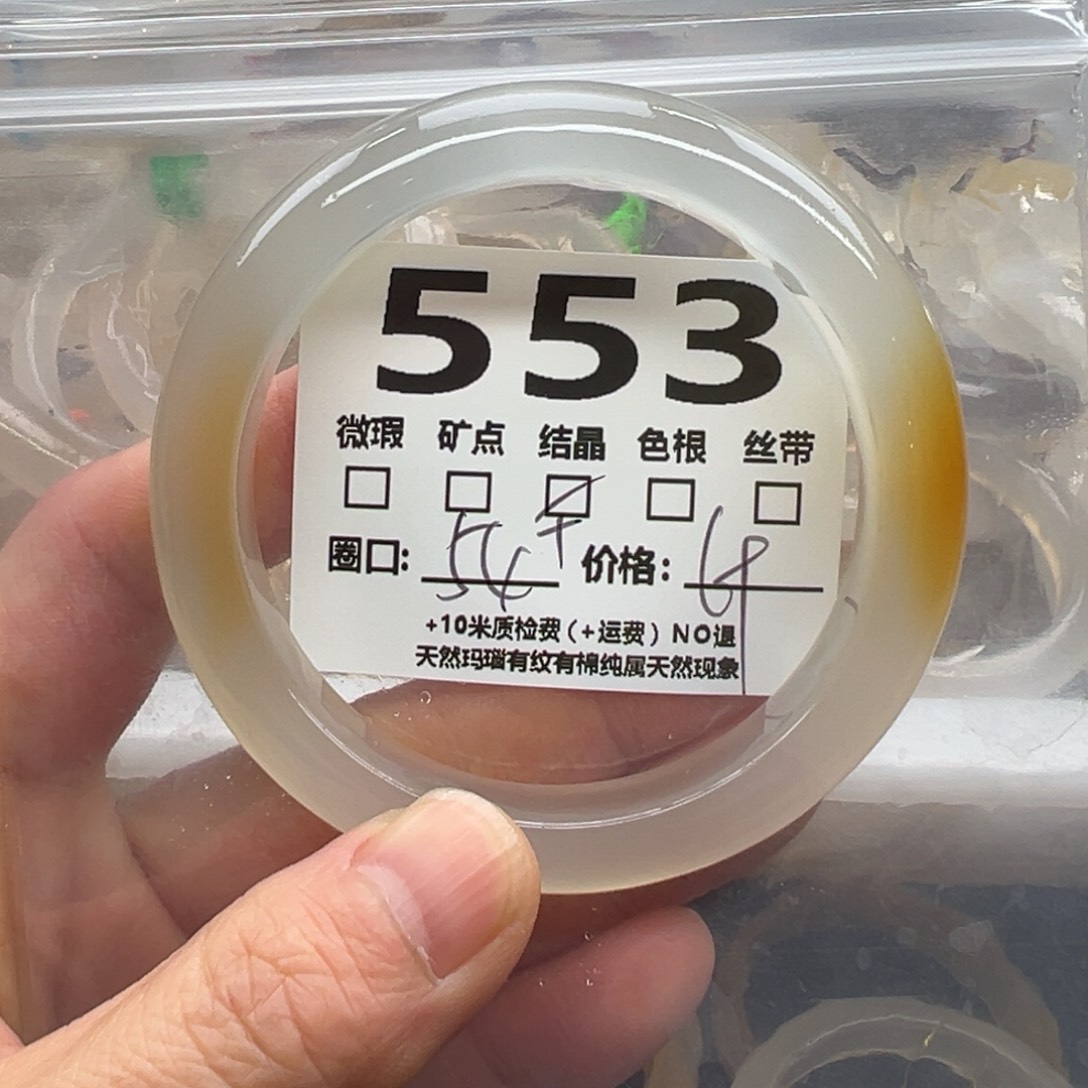 553
微瑕 矿点 结晶 色根 丝带
圈口: 54+ 价格:
+10米质检费(+运费) NO退
天然玛瑙有纹有棉纯属天然现象